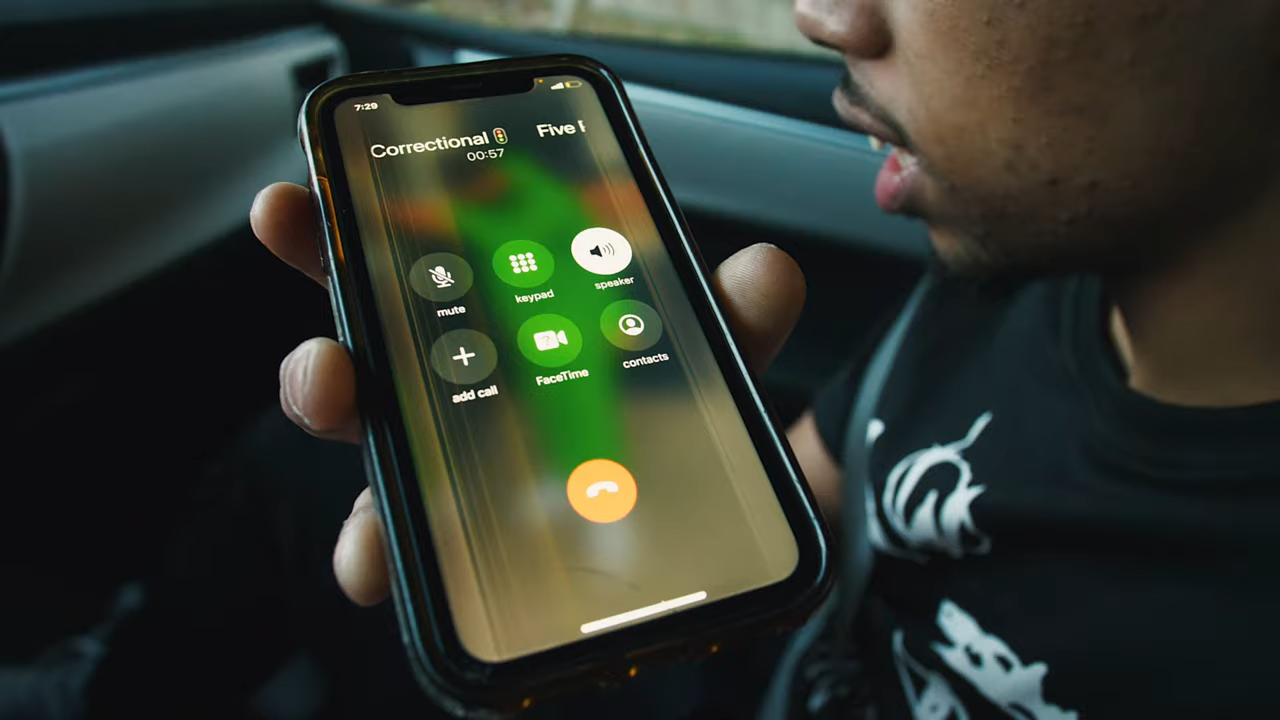 7:29
Correctional🚦 Five
00:57
mute
keypad
speaker
add call
FaceTime
contacts